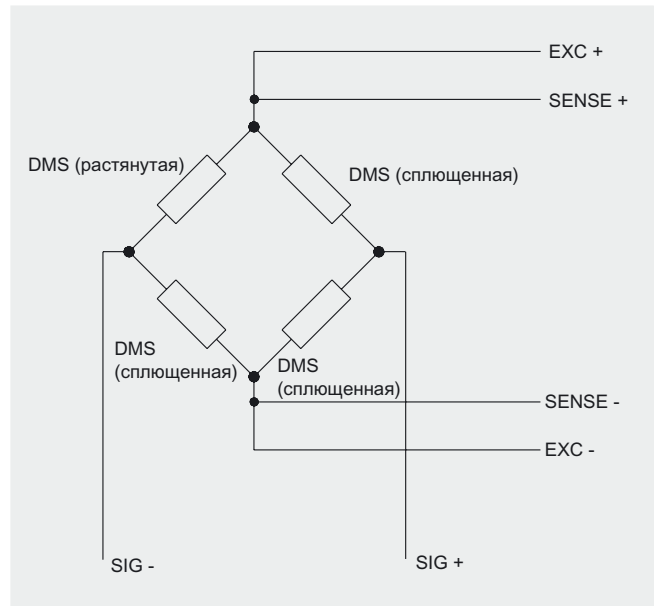 EXC +
SENSE +
DMS (растянутая)
DMS (сплющенная)
DMS
(сплющенная)
DMS
(сплющенная)
SENSE -
EXC -
SIG -
SIG +